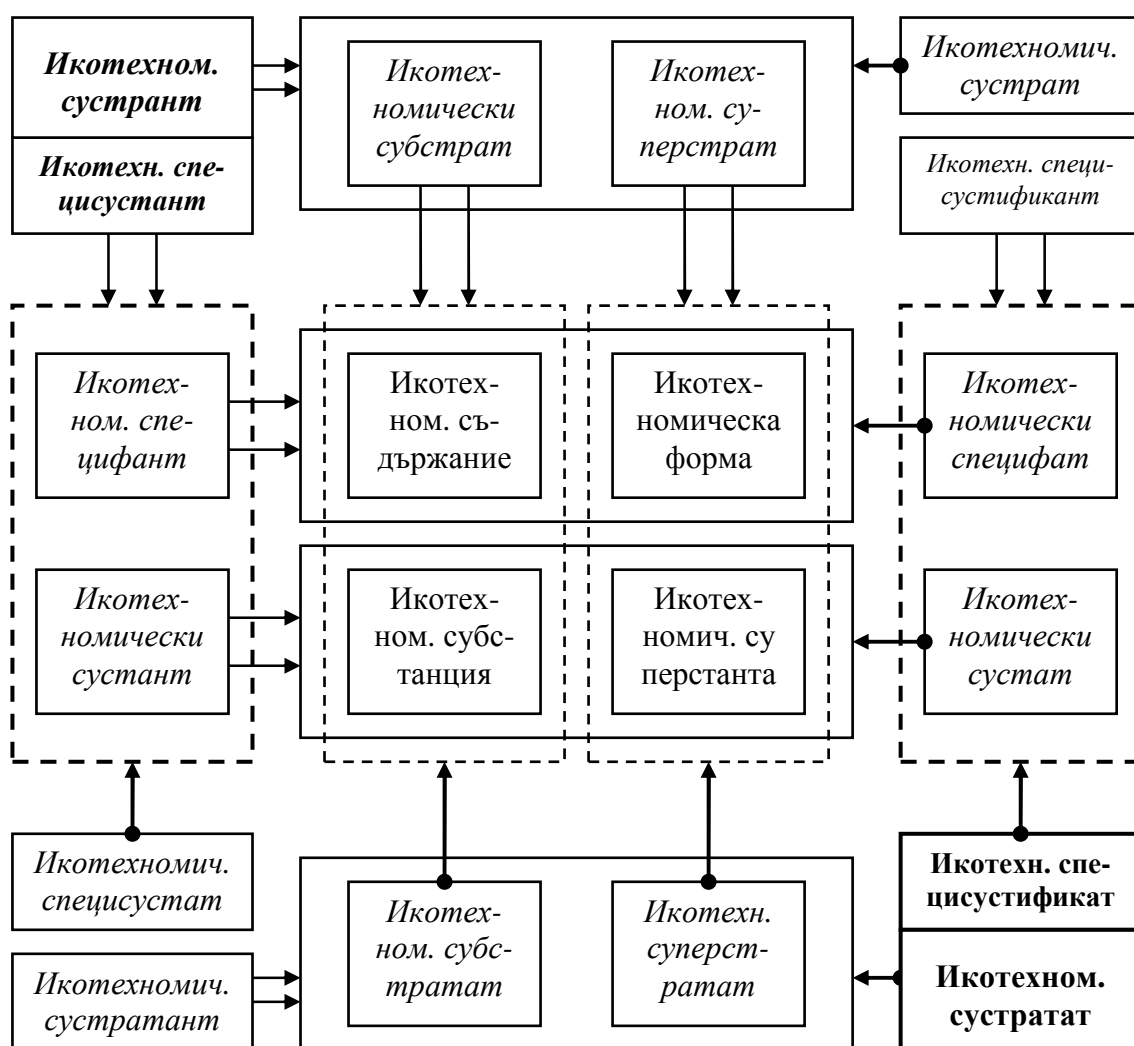 Икотехном.
сустрант
Икотех-
номически
субстрат
Икотех-
ном. су-
перстрат
Икотехномич.
сустрат
Икотехн. спе-
цисустант
Икотехн. специ-
сустификант
Икотех-
ном. спе-
цифант
Икотех-
ном. съ-
държание
Икотех-
номическа
форма
Икотех-
номически
специфат
Икотех-
номически
сустант
Икотех-
ном. субс-
танция
Икотех-
номич. су
перстанта
Икотех-
номически
сустат
Икотехномич.
специсустат
Икотех-
ном. субс-
тратат
Икотехн.
суперст-
ратат
Икотехн. спе-
цисустификат
Икотехномич.
сустратант
Икотехном.
сустратат